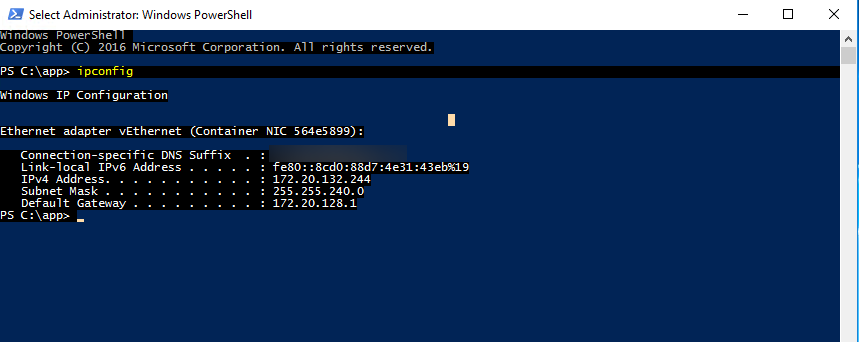 Select Administrator: Windows PowerShell
Windows PowerShell
Copyright (C) 2016 Microsoft Corporation. All rights reserved.
PS C:\app> ipconfig
Windows IP Configuration
Ethernet adapter vEthernet (Container NIC 564e5899):
Connection-specific DNS Suffix  . :
Link-local IPv6 Address . . . . . : fe80::8cd0:88d7:4e31:43eb%19
IPv4 Address. . . . . . . . . . . : 172.20.132.244
Subnet Mask . . . . . . . . . . . : 255.255.240.0
Default Gateway . . . . . . . . . : 172.20.128.1
PS C:\app>